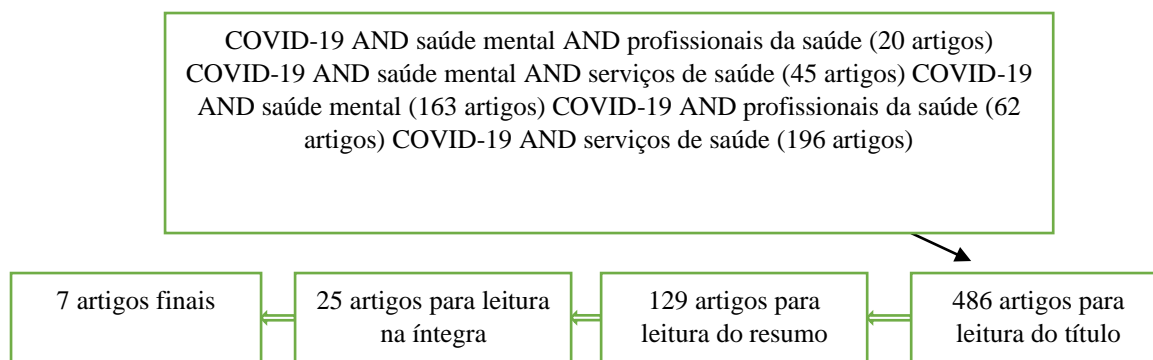 COVID-19 AND saúde mental AND profissionais da saúde (20 artigos)
COVID-19 AND saúde mental AND serviços de saúde (45 artigos) COVID-19
AND saúde mental (163 artigos) COVID-19 AND profissionais da saúde (62
artigos) COVID-19 AND serviços de saúde (196 artigos)
7 artigos finais
25 artigos para leitura
na íntegra
129 artigos para
leitura do resumo
486 artigos para
leitura do título